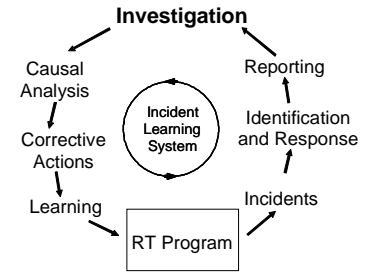 Investigation
Causal
Analysis
Corrective
Actions
Learning
RT Program
Incidents
Identification
and Response
Reporting
Incident
Learning
System